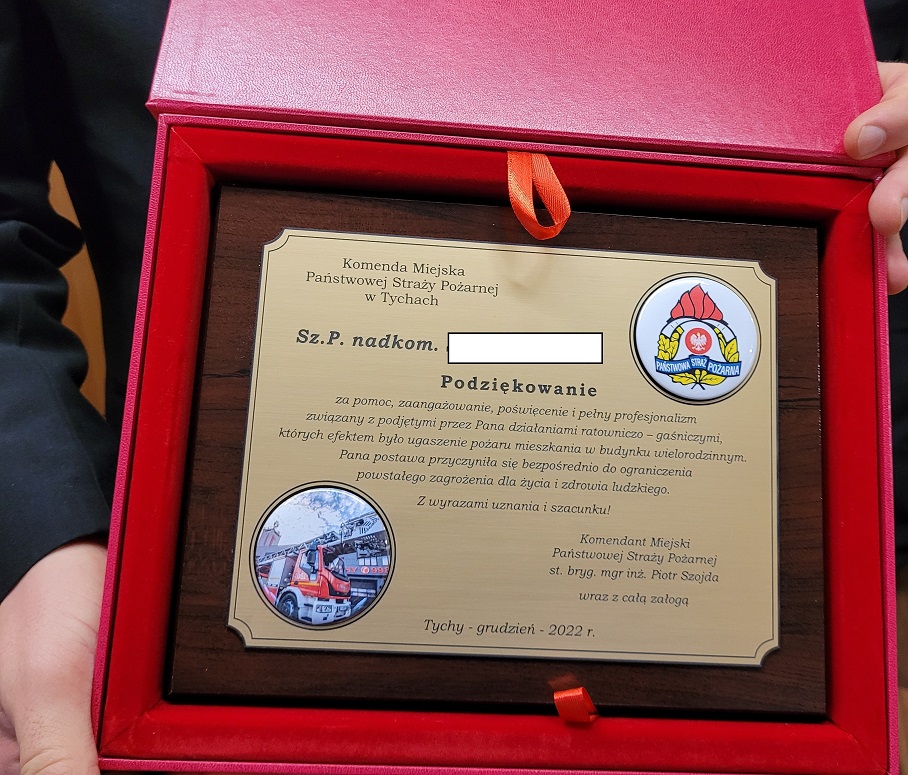 Komenda Miejska
Państwowej Straży Pożarnej
w Tychach
Sz.P. nadkom.
PAŃSTWOWA STRAŻ POŻARNA
Podziękowanie
za pomoc, zaangażowanie, poświęcenie i pełny profesjonalizm
związany z podjętymi przez Pana działaniami ratowniczo – gaśniczymi,
których efektem było ugaszenie pożaru mieszkania w budynku wielorodzinnym.
Pana postawa przyczyniła się bezpośrednio do ograniczenia
powstałego zagrożenia dla życia i zdrowia ludzkiego.
Z wyrazami uznania i szacunku!
Komendant Miejski
Państwowej Straży Pożarnej
st. bryg. mgr inż. Piotr Szojda
wraz z całą załogą
998
Tychy - grudzień - 2022 r.